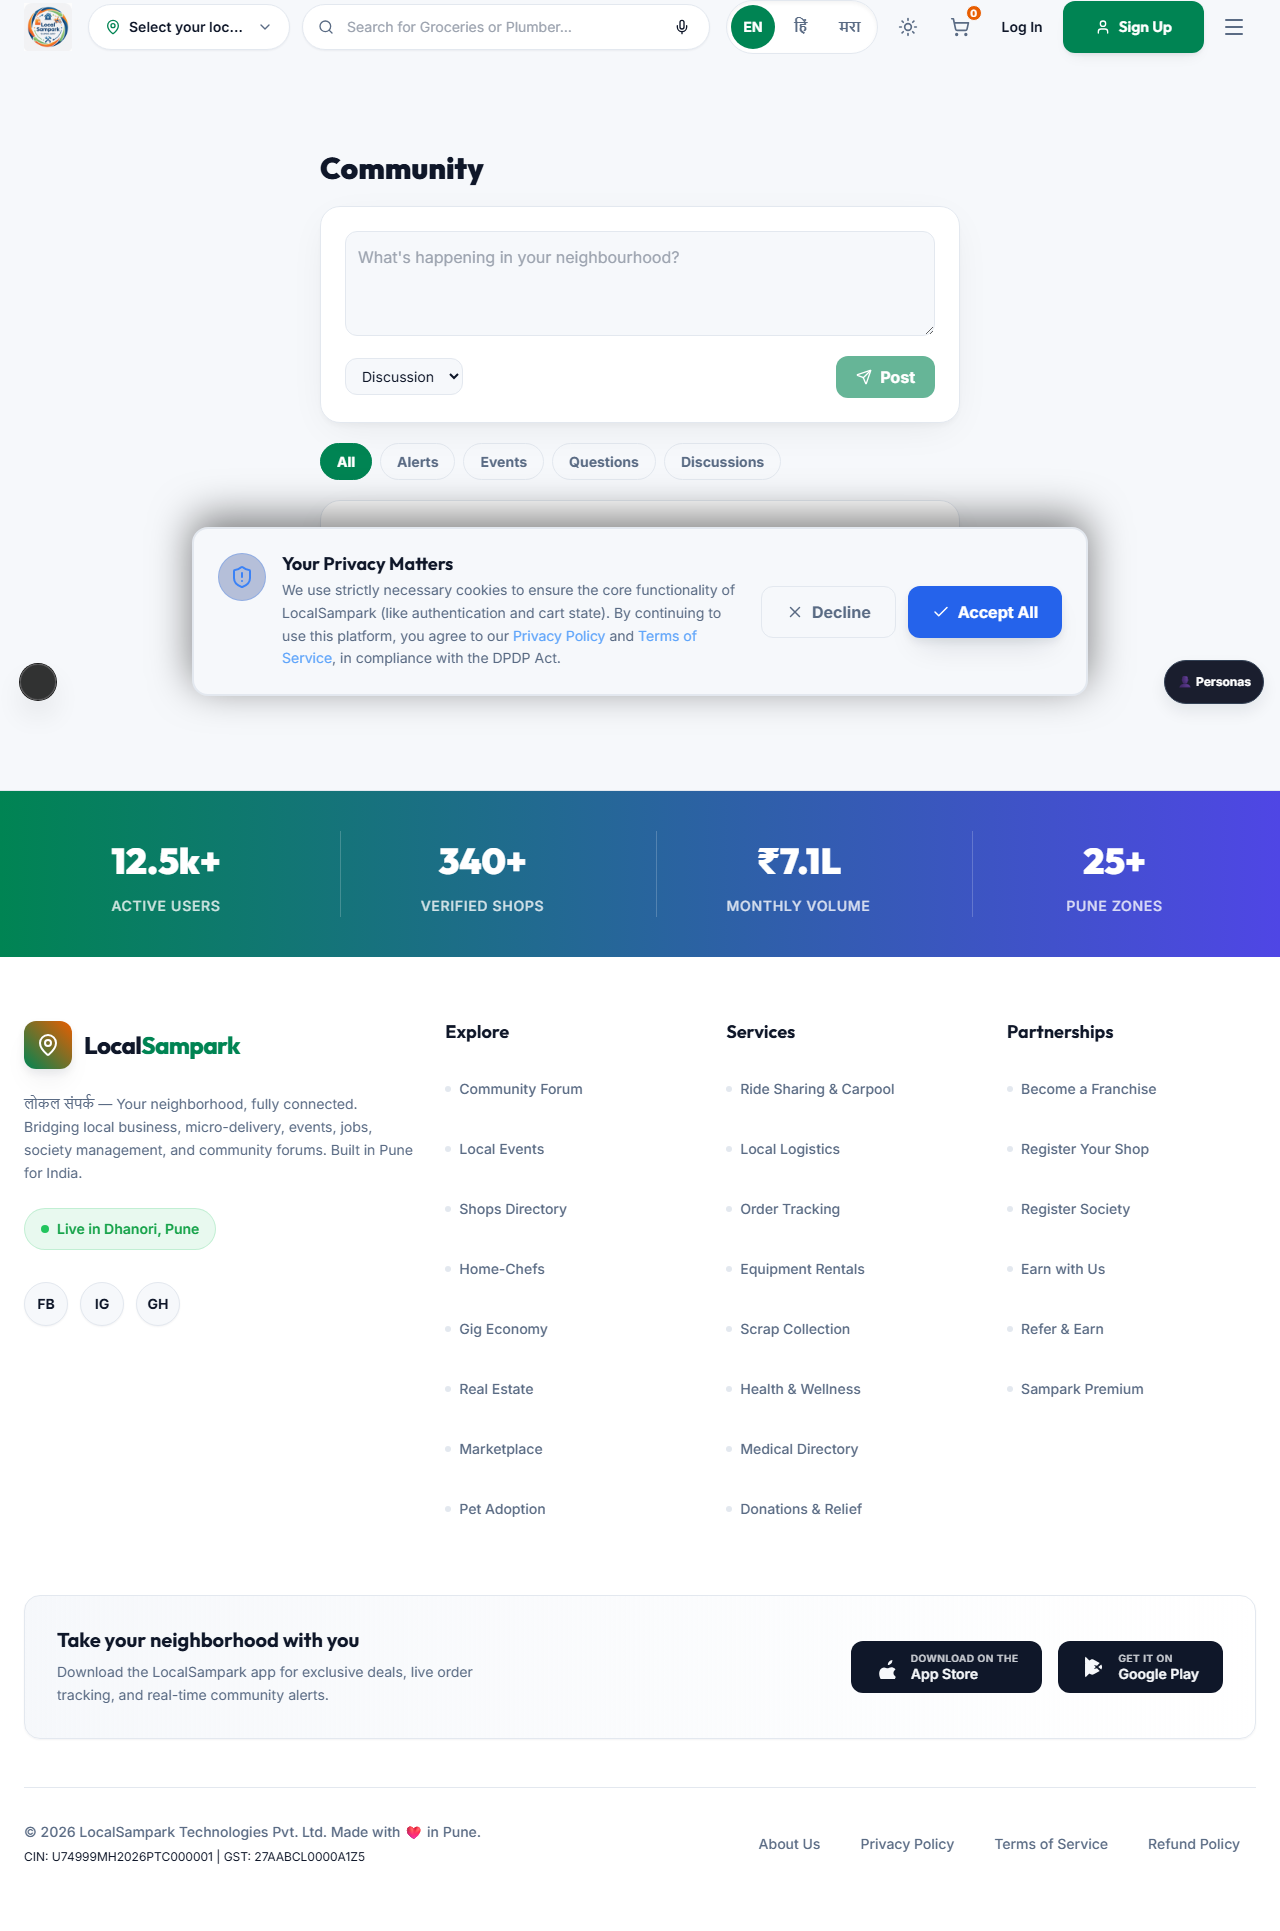 Select your loc...
Search for Groceries or Plumber...
EN
हिं
मरा
0
Log In
Sign Up
Community
What's happening in your neighbourhood?
Discussion
Post
All
Alerts
Events
Questions
Discussions
Your Privacy Matters
We use strictly necessary cookies to ensure the core functionality of
LocalSampark (like authentication and cart state). By continuing to
use this platform, you agree to our Privacy Policy and Terms of
Service, in compliance with the DPDP Act.
Decline
Accept All
Personas
12.5k+
ACTIVE USERS
340+
VERIFIED SHOPS
₹7.1L
MONTHLY VOLUME
25+
PUNE ZONES
LocalSampark
लोकल संपर्क — Your neighborhood, fully connected.
Bridging local business, micro-delivery, events, jobs,
society management, and community forums. Built in Pune
for India.
Live in Dhanori, Pune
FB
IG
GH
Explore
Community Forum
Local Events
Shops Directory
Home-Chefs
Gig Economy
Real Estate
Marketplace
Pet Adoption
Services
Ride Sharing & Carpool
Local Logistics
Order Tracking
Equipment Rentals
Scrap Collection
Health & Wellness
Medical Directory
Donations & Relief
Partnerships
Become a Franchise
Register Your Shop
Register Society
Earn with Us
Refer & Earn
Sampark Premium
Take your neighborhood with you
Download the LocalSampark app for exclusive deals, live order
tracking, and real-time community alerts.
DOWNLOAD ON THE
App Store
GET IT ON
Google Play
© 2026 LocalSampark Technologies Pvt. Ltd. Made with ❤️ in Pune.
CIN: U74999MH2026PTC000001 | GST: 27AABCL0000A1Z5
About Us
Privacy Policy
Terms of Service
Refund Policy